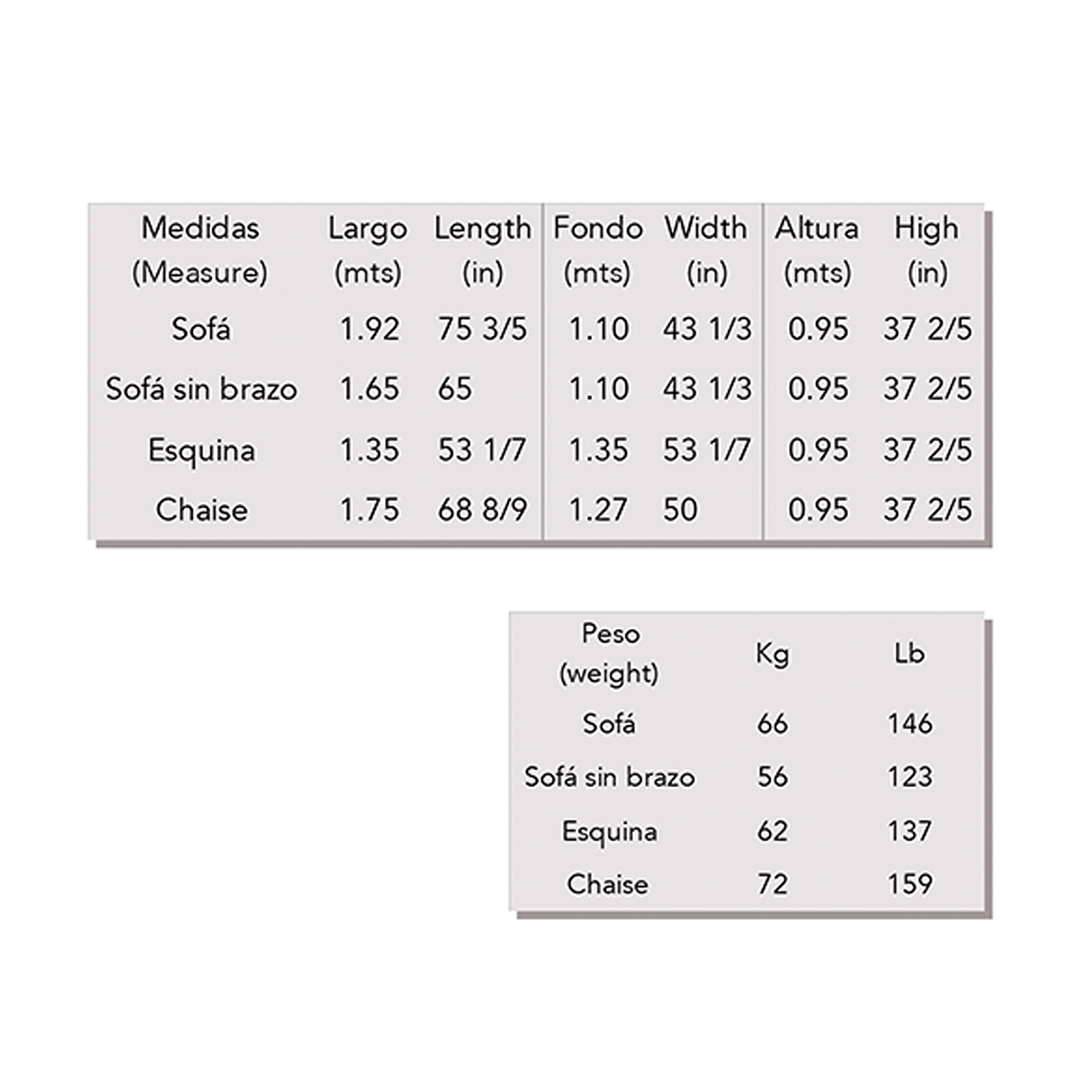 Medidas Largo Length Fondo Width Altura High
(Measure) (mts) (in) (mts) (in) (mts) (in)
Sofá 1.92 75 3/5 1.10 43 1/3 0.95 37 2/5
Sofá sin brazo 1.65 65 1.10 43 1/3 0.95 37 2/5
Esquina 1.35 53 1/7 1.35 53 1/7 0.95 37 2/5
Chaise 1.75 68 8/9 1.27 50 0.95 37 2/5
Peso
(weight) Kg Lb
Sofá 66 146
Sofá sin brazo 56 123
Esquina 62 137
Chaise 72 159